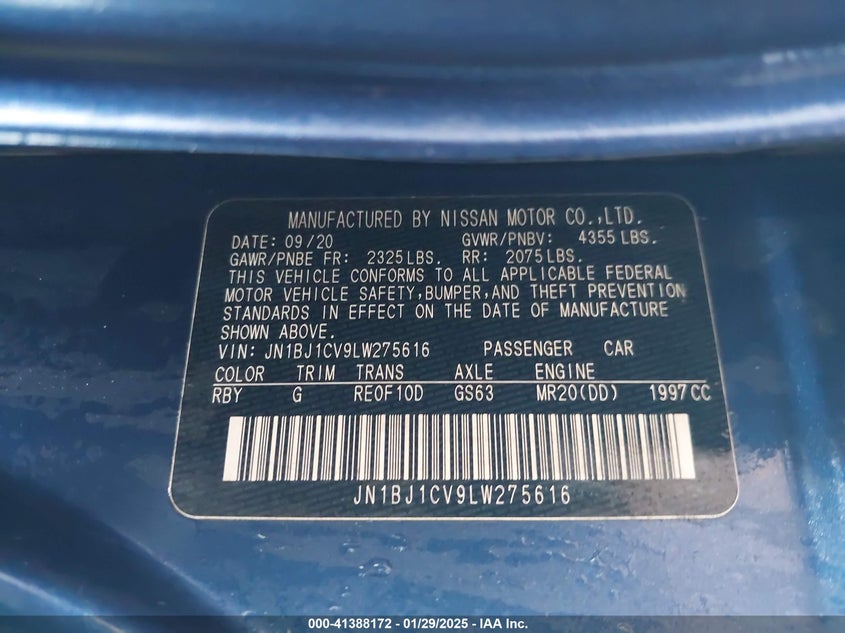 MANUFACTURED BY NISSAN MOTOR CO.,LTD.
DATE: 09/20 GVWR/PNBV: 4355 LBS.
GAWR/PNBE FR: 2325 LBS. RR: 2075 LBS.
THIS VEHICLE CONFORMS TO ALL APPLICABLE FEDERAL
MOTOR VEHICLE SAFETY, BUMPER, AND THEFT PREVENTION
STANDARDS IN EFFECT ON THE DATE OF MANUFACTURE
SHOWN ABOVE.
VIN: JN1BJ1CV9LW275616 PASSENGER CAR
COLOR TRIM TRANS AXLE ENGINE
RBY G RE0F10D GS63 MR20(DD) 1997CC
JN1BJ1CV9LW275616
000-41388172 - 01/29/2025 - IAA Inc.